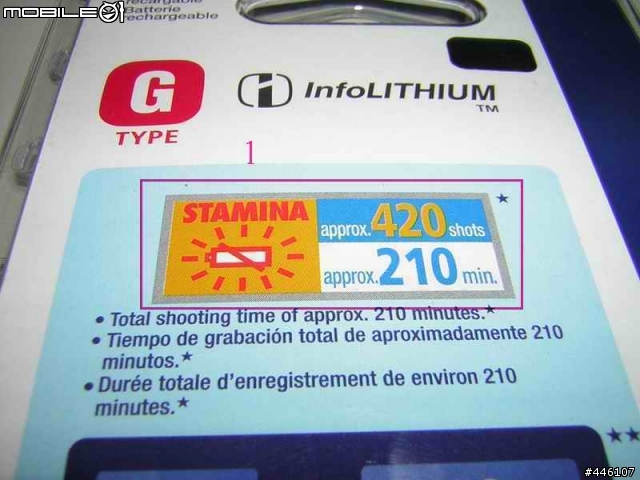 MOBILE01
Batterie
rechargeable
G
TYPE
InfoLITHIUM
TM
1
STAMINA
approx. 420 shots
approx. 210 min.
★
• Total shooting time of approx. 210 minutes.★
• Tiempo de grabación total de aproximadamente 210
minutos.★
• Durée totale d'enregistrement de environ 210
minutes.★
★★
#446107